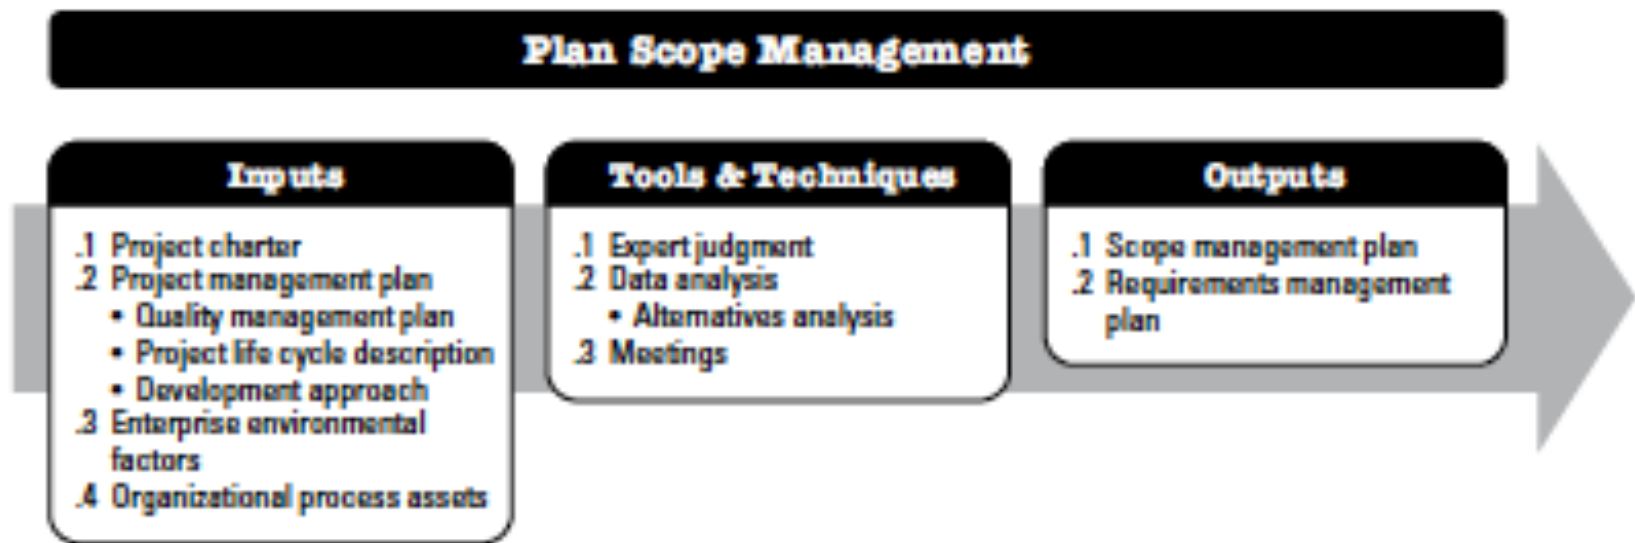 Plan Scope Management
Inputs
.1 Project charter
.2 Project management plan
• Quality management plan
• Project life cycle description
• Development approach
.3 Enterprise environmental
factors
.4 Organizational process assets
Tools & Techniques
.1 Expert judgment
.2 Data analysis
• Alternatives analysis
.3 Meetings
Outputs
.1 Scope management plan
.2 Requirements management
plan